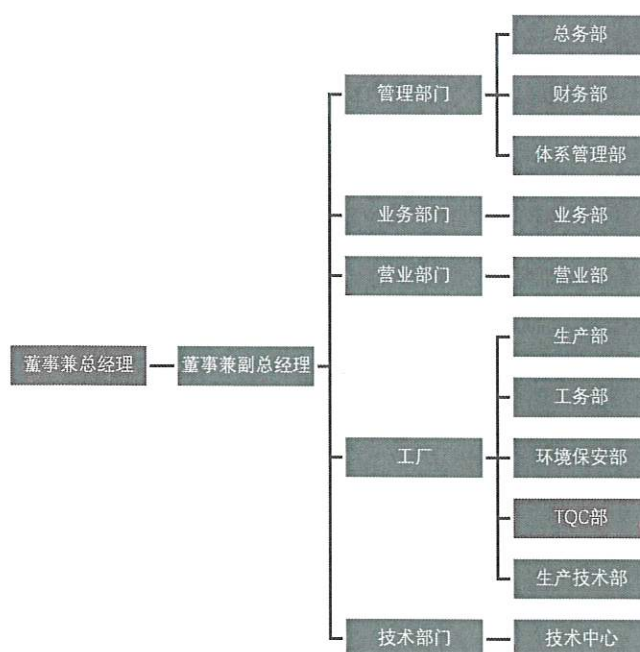 总务部
管理部门
财务部
体系管理部
业务部门
业务部
营业部门
营业部
生产部
董事兼总经理
董事兼副总经理
工务部
工厂
环境保安部
TQC部
生产技术部
技术部门
技术中心